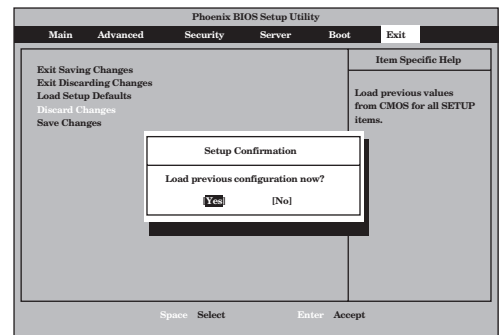 Phoenix BIOS Setup Utility
Main Advanced Security Server Boot Exit
Item Specific Help
Exit Saving Changes
Exit Discarding Changes
Load Setup Defaults
Discard Changes
Save Changes
Load previous values
from CMOS for all SETUP
items.
Setup Confirmation
Load previous configuration now?
[Yes] [No]
Space Select Enter Accept